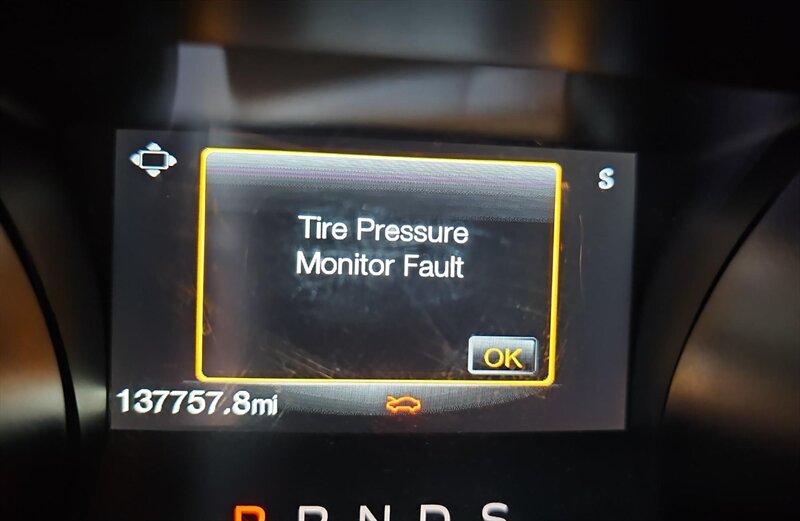 S
Tire Pressure
Monitor Fault
OK
137757.8mi
P R N D S